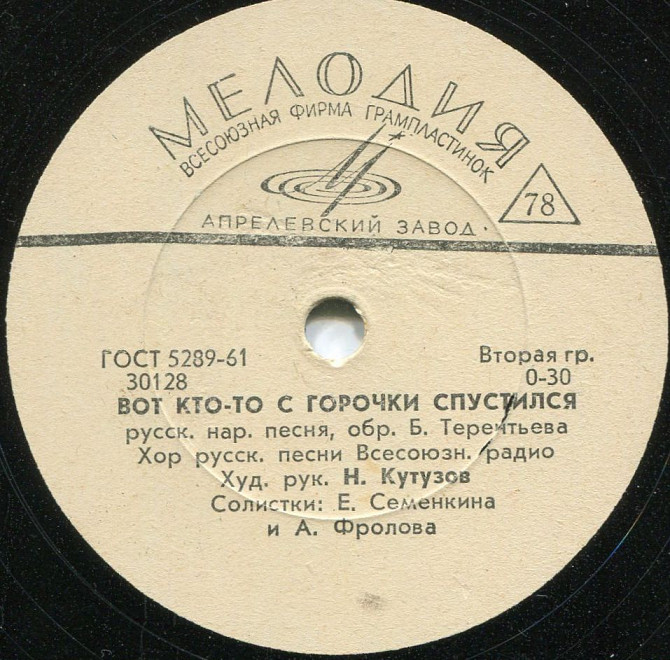 МЕЛОДИЯ
ВСЕСОЮЗНАЯ ФИРМА ГРАМПЛАСТИНОК
78
АПРЕЛЕВСКИЙ ЗАВОД
ГОСТ 5289-61 Вторая гр.
30128 0-30
ВОТ КТО-ТО С ГОРОЧКИ СПУСТИЛСЯ
русск. нар. песня, обр. Б. Терентьева
Хор русск. песни Всесоюзн. радио
Худ. рук. Н. Кутузов
Солистки: Е. Семенкина
и А. Фролова